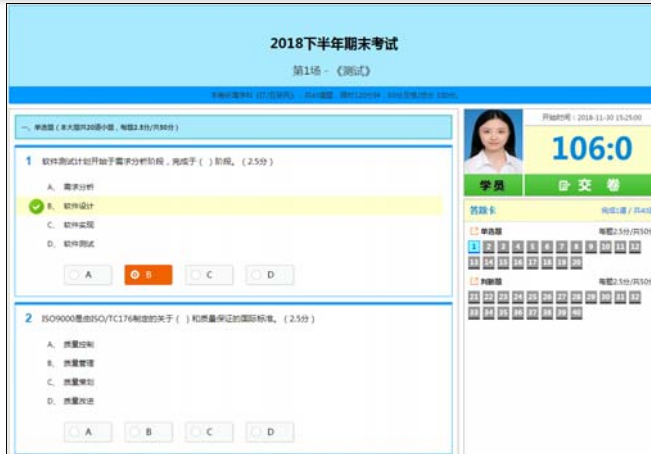 2018下半年期末考试
第1场 - 《测试》
一、单选题（本大题共20道小题，每题2.5分/共50分）
1 软件测试计划开始于需求分析阶段，完成于（ ）阶段。（2.5分）
A、 需求分析
B、 软件设计
C、 软件实现
D、 软件测试
A B C D
2 ISO9000是由ISO/TC176制定的关于（ ）和质量保证的国际标准。（2.5分）
A、 质量控制
B、 质量管理
C、 质量策划
D、 质量改进
A B C D
开始时间：2018-11-30 15:25:00
106:0
学员
交 卷
答题卡
完成1道 / 共40道
单选题 每题2.5分/共50分
1 2 3 4 5 6 7 8 9 10 11 12
13 14 15 16 17 18 19 20
判断题 每题2.5分/共50分
21 22 23 24 25 26 27 28 29 30 31 32
33 34 35 36 37 38 39 40